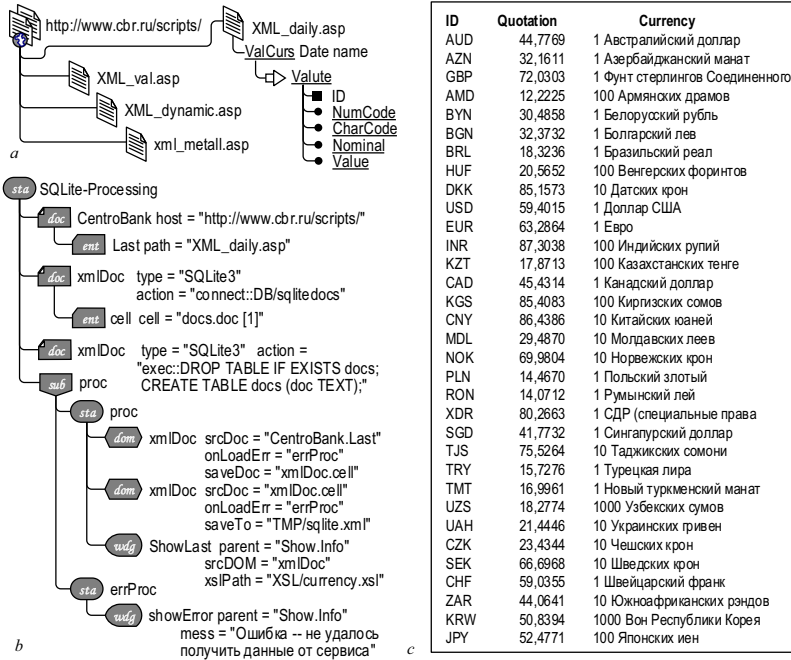 http://www.cbr.ru/scripts/
XML_daily.asp
ValCurs Date name
Valute
ID
NumCode
CharCode
Nominal
Value
XML_val.asp
XML_dynamic.asp
xml_metall.asp
a
sta SQLite-Processing
doc CentroBank host = "http://www.cbr.ru/scripts/"
ent Last path = "XML_daily.asp"
doc xmlDoc type = "SQLite3"
action = "connect::DB/sqlitedocs"
ent cell cell = "docs.doc [1]"
doc xmlDoc type = "SQLite3" action =
"exec::DROP TABLE IF EXISTS docs;
CREATE TABLE docs (doc TEXT);"
sub proc
sta proc
dom xmlDoc srcDoc = "CentroBank.Last"
onLoadErr = "errProc"
saveDoc = "xmlDoc.cell"
dom xmlDoc srcDoc = "xmlDoc.cell"
onLoadErr = "errProc"
saveTo = "TMP/sqlite.xml"
wdg ShowLast parent = "Show.Info"
srcDOM = "xmlDoc"
xslPath = "XSL/currency.xsl"
sta errProc
wdg showError parent = "Show.Info"
mess = "Ошибка -- не удалось
получить данные от сервиса"
b
ID Quotation Currency
AUD 44,7769 1 Австралийский доллар
AZN 32,1611 1 Азербайджанский манат
GBP 72,0303 1 Фунт стерлингов Соединенного
AMD 12,2225 100 Армянских драмов
BYN 30,4858 1 Белорусский рубль
BGN 32,3732 1 Болгарский лев
BRL 18,3236 1 Бразильский реал
HUF 20,5652 100 Венгерских форинтов
DKK 85,1573 10 Датских крон
USD 59,4015 1 Доллар США
EUR 63,2864 1 Евро
INR 87,3038 100 Индийских рупий
KZT 17,8713 100 Казахстанских тенге
CAD 45,4314 1 Канадский доллар
KGS 85,4083 100 Киргизских сомов
CNY 86,4386 10 Китайских юаней
MDL 29,4870 10 Молдавских леев
NOK 69,9804 10 Норвежских крон
PLN 14,4670 1 Польский злотый
RON 14,0712 1 Румынский лей
XDR 80,2663 1 СДР (специальные права
SGD 41,7732 1 Сингапурский доллар
TJS 75,5264 10 Таджикских сомони
TRY 15,7276 1 Турецкая лира
TMT 16,9961 1 Новый туркменский манат
UZS 18,2774 1000 Узбекских сумов
UAH 21,4446 10 Украинских гривен
CZK 23,4344 10 Чешских крон
SEK 66,6968 10 Шведских крон
CHF 59,0355 1 Швейцарский франк
ZAR 44,0641 10 Южноафриканских рэндов
KRW 50,8394 1000 Вон Республики Корея
JPY 52,4771 100 Японских иен
c